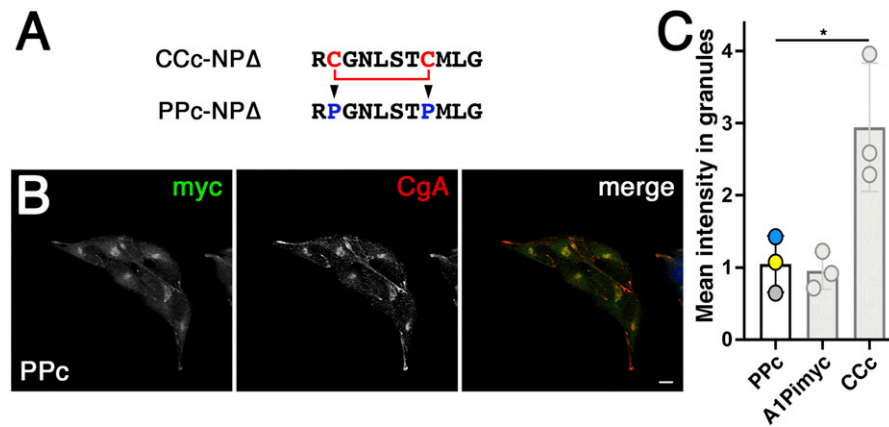 A
CCc-NPΔ RCGNLSTCMLG
PPc-NPΔ RPGNLSTPMLG
B
myc
CgA
merge
PPc
C
Mean intensity in granules
*
4
3
2
1
0
PPc
A1Pimyc
CCc